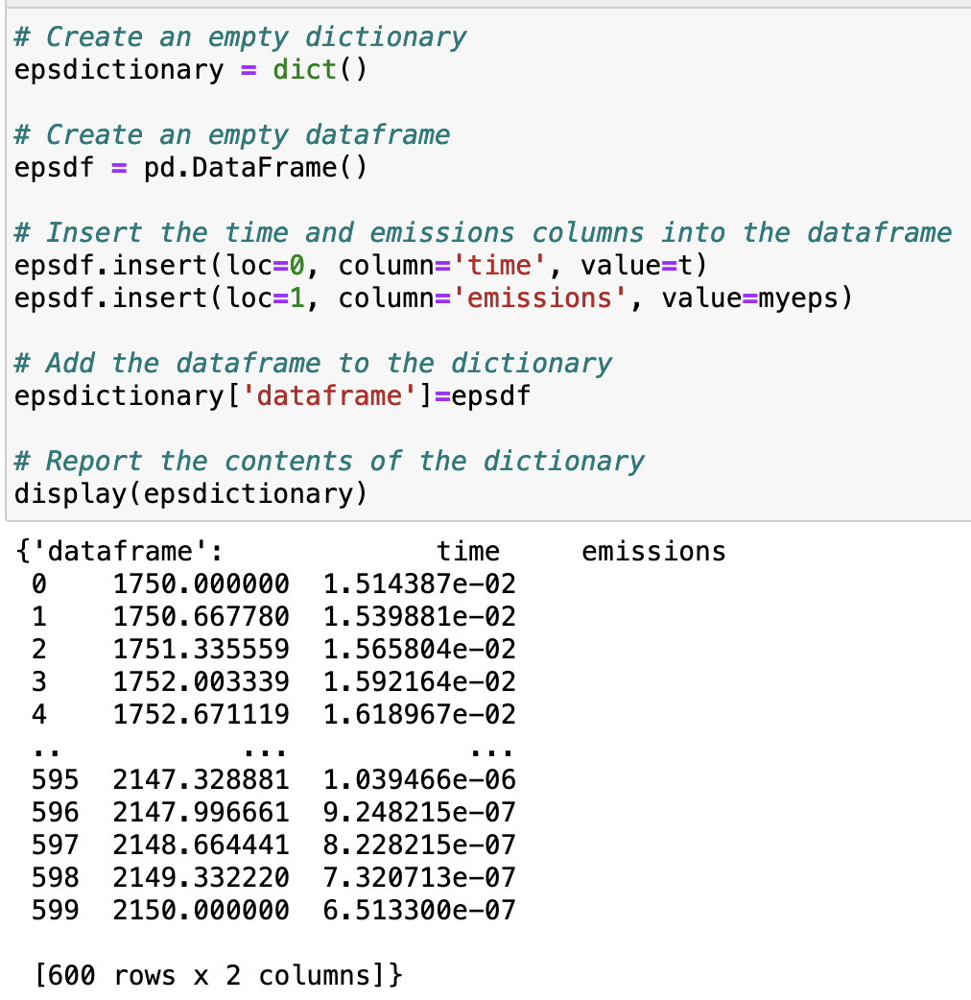 # Create an empty dictionary
epsdictionary = dict()
# Create an empty dataframe
epsdf = pd.DataFrame()
# Insert the time and emissions columns into the dataframe
epsdf.insert(loc=0, column='time', value=t)
epsdf.insert(loc=1, column='emissions', value=myeps)
# Add the dataframe to the dictionary
epsdictionary['dataframe']=epsdf
# Report the contents of the dictionary
display(epsdictionary)
{'dataframe':             time     emissions
 0    1750.000000  1.514387e-02
 1    1750.667780  1.539881e-02
 2    1751.335559  1.565804e-02
 3    1752.003339  1.592164e-02
 4    1752.671119  1.618967e-02
 ..           ...           ...
 595  2147.328881  1.039466e-06
 596  2147.996661  9.248215e-07
 597  2148.664441  8.228215e-07
 598  2149.332220  7.320713e-07
 599  2150.000000  6.513300e-07
 [600 rows x 2 columns]}